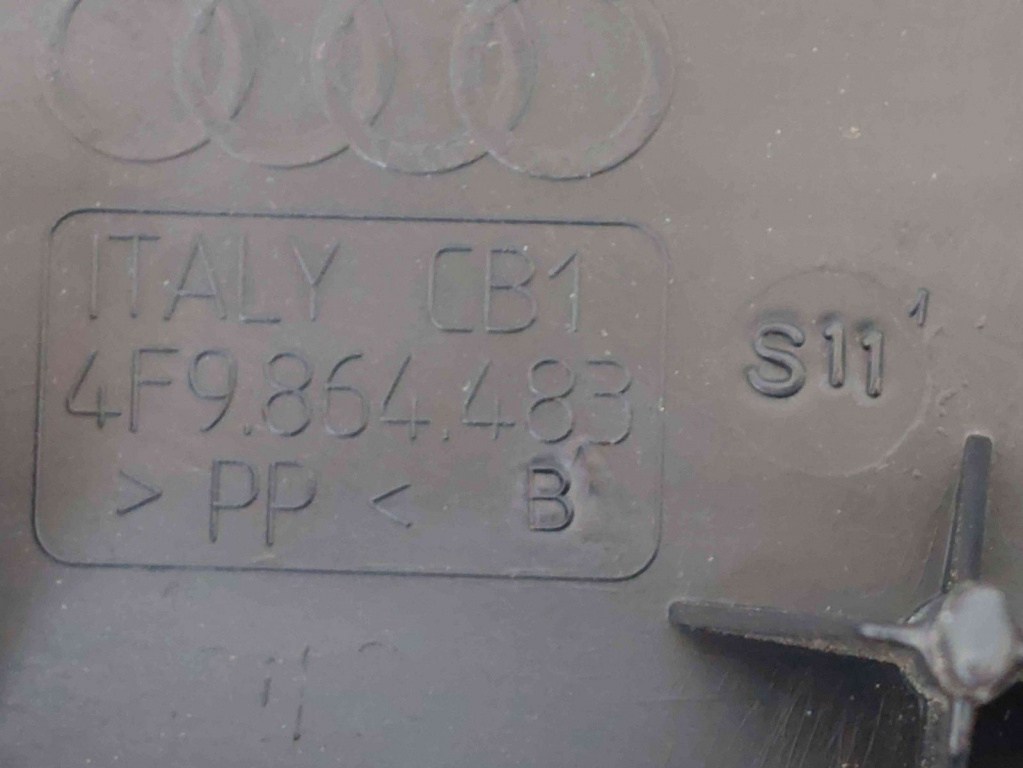 ITALY CB1
4F9.864.483
> PP < B
S11